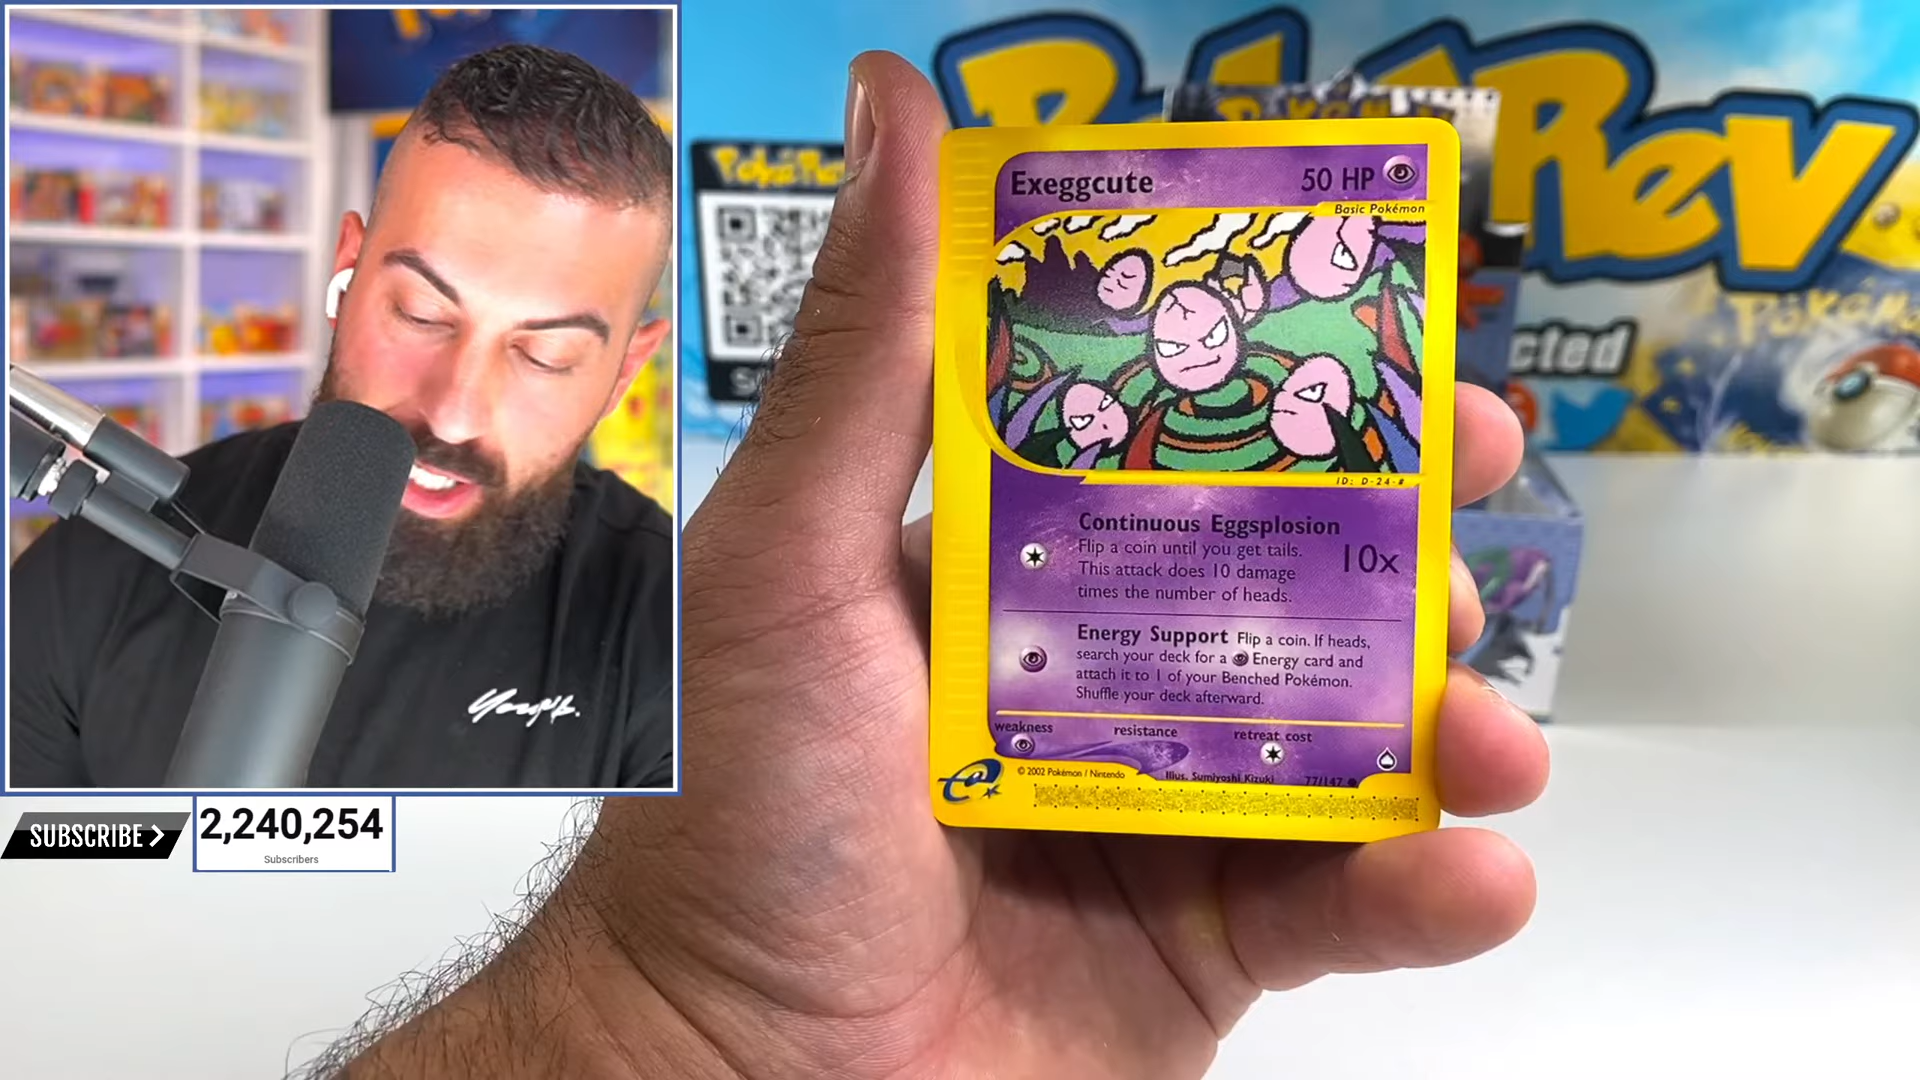 PokéRev
Exeggcute
50 HP
Basic Pokémon
ID: D-24-#
Continuous Eggsplosion
10x
Flip a coin until you get tails.
This attack does 10 damage
times the number of heads.
Energy Support Flip a coin. If heads,
search your deck for a Energy card and
attach it to 1 of your Benched Pokémon.
Shuffle your deck afterward.
weakness
resistance
retreat cost
© 2002 Pokémon / Nintendo
Illus. Sumiyoshi Kizuki
77/147
cted
SUBSCRIBE >
2,240,254
Subscribers